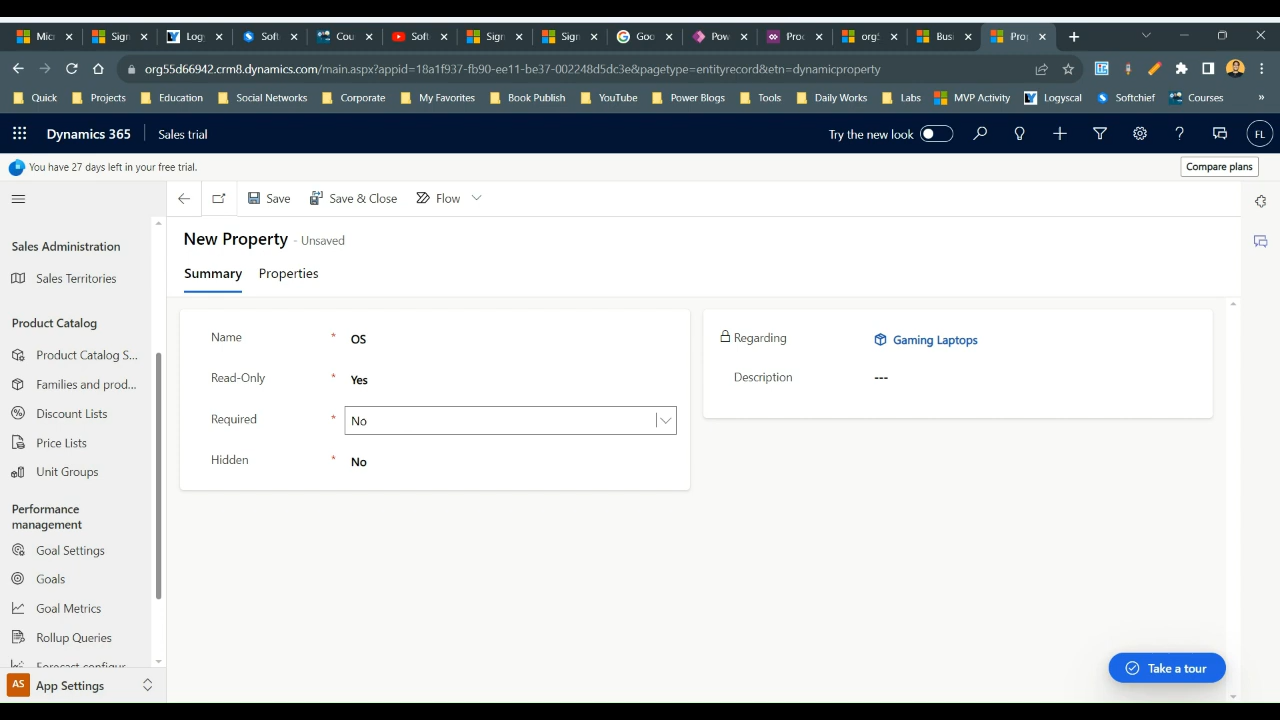 Mic
Sign
Log
Soft
Cou
Soft
Sign
Sign
Goo
Pow
Proc
orgS
Busi
Prop
org55d66942.crm8.dynamics.com/main.aspx?appid=18a1f937-fb90-ee11-be37-002248d5dc3e&pagetype=entityrecord&etn=dynamicproperty
Quick Projects Education Social Networks Corporate My Favorites Book Publish YouTube Power Blogs Tools Daily Works Labs MVP Activity Logyscal Softchief Courses »
Dynamics 365 Sales trial Try the new look FL
You have 27 days left in your free trial. Compare plans
Save Save & Close Flow
New Property - Unsaved
Summary Properties
Sales Administration
Sales Territories
Product Catalog
Product Catalog S...
Families and prod...
Discount Lists
Price Lists
Unit Groups
Performance
management
Goal Settings
Goals
Goal Metrics
Rollup Queries
Forecast configur
AS App Settings
Name * OS
Read-Only * Yes
Required * No
Hidden * No
Regarding Gaming Laptops
Description ---
Take a tour